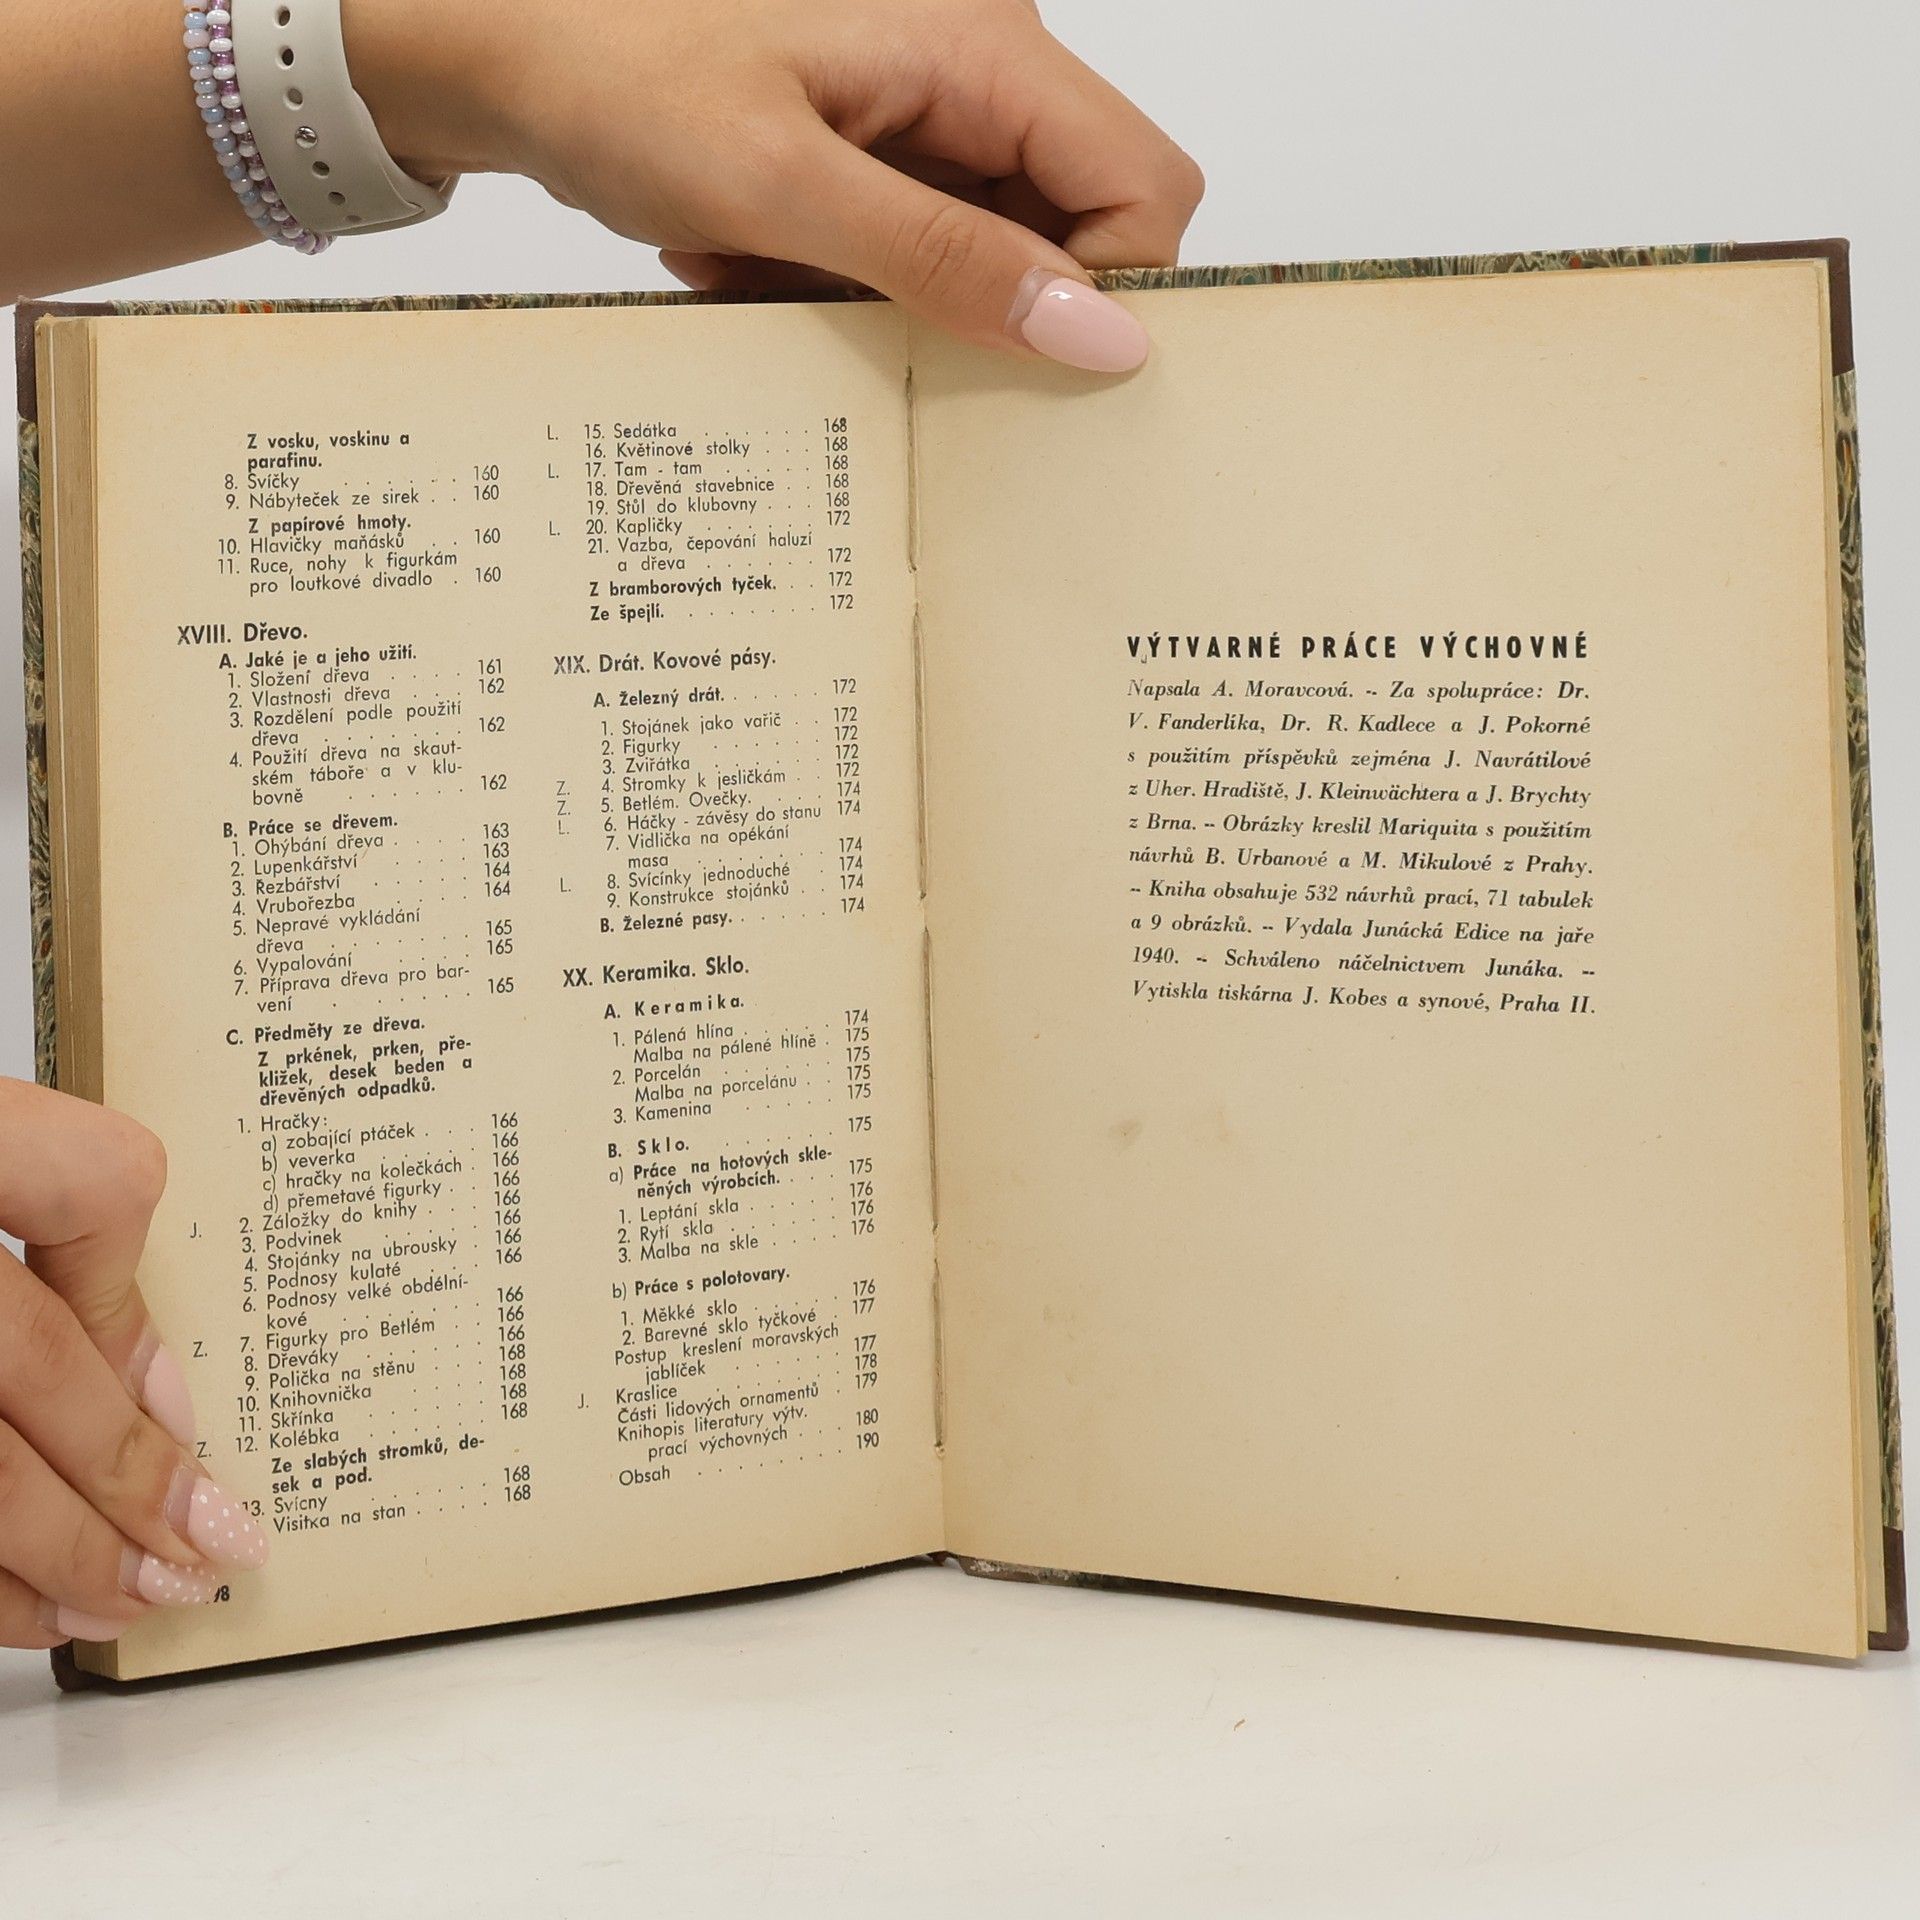 Z vosku, voskinu a
parafinu.
8. Svíčky . . . . . . 160
9. Nábyteček ze sirek . . 160
Z papírové hmoty.
10. Hlavičky maňásků . . 160
11. Ruce, nohy k figurkám
pro loutkové divadlo . 160
XVIII. Dřevo.
A. Jaké je a jeho užití.
1. Složení dřeva . . . . 161
2. Vlastnosti dřeva . . . 162
3. Rozdělení podle použití
dřeva . . . . . . . 162
4. Použití dřeva na skaut-
ském táboře a v klu-
bovně . . . . . . 162
B. Práce se dřevem.
1. Ohýbání dřeva . . . . 163
2. Lupenkářství . . . . 163
3. Řezbářství . . . . . 164
4. Vrubořezba . . . . 164
5. Nepravé vykládání
dřeva . . . . . . . 165
6. Vypalování . . . . . 165
7. Příprava dřeva pro bar-
vení . . . . . . 165
C. Předměty ze dřeva.
Z prkének, prken, pře-
kližek, desek beden a
dřevěných odpadků.
1. Hračky:
a) zobající ptáček . . . 166
b) veverka . . . . . 166
c) hračky na kolečkách . 166
d) přemetavé figurky . . 166
J. 2. Záložky do knihy . . . 166
3. Podvinek . . . . 166
4. Stojánky na ubrousky . 166
5. Podnosy kulaté . . . 166
6. Podnosy velké obdélní-
kové . . . . . . 166
Z. 7. Figurky pro Betlém . . 166
8. Dřeváky . . . . . 166
9. Polička na stěnu . . . 168
10. Knihovnička . . . . 168
11. Skřínka . . . . . 168
Z. 12. Kolébka . . . . . 168
Ze slabých stromků, de-
sek a pod.
13. Svícny . . . . . . 168
Visitka na stan . . . . 168
98
L. 15. Sedátka . . . . . . 168
16. Květinové stolky . . . 168
L. 17. Tam - tam . . . . . 168
18. Dřevěná stavebnice . . 168
19. Stůl do klubovny . . . 168
L. 20. Kapličky . . . . . . 172
21. Vazba, čepování haluzí
a dřeva . . . . . . 172
Z bramborových tyček. . . 172
Ze špejlí. . . . . . . . 172
XIX. Drát. Kovové pásy.
A. Železný drát. . . . . . 172
1. Stojánek jako vařič . . 172
2. Figurky . . . . . . 172
3. Zvířátka . . . . . . 172
Z. 4. Stromky k jesličkám . . 172
Z. 5. Betlém. Ovečky. . . . 174
L. 6. Háčky - závěsy do stanu 174
7. Vidlička na opékání
masa . . . . . . . 174
L. 8. Svícínky jednoduché . 174
9. Konstrukce stojánků . . 174
B. Železné pasy. . . . . . 174
XX. Keramika. Sklo.
A. Keramika.
1. Pálená hlína . . . . . 174
Malba na pálené hlíně . 175
2. Porcelán . . . . . . 175
Malba na porcelánu . . 175
3. Kamenina . . . . . 175
B. Sklo. . . . . . . 175
a) Práce na hotových skle-
něných výrobcích. . . . 175
1. Leptání skla . . . . . 176
2. Rytí skla . . . . . . 176
3. Malba na skle . . . . 176
b) Práce s polotovary.
1. Měkké sklo . . . . . 176
2. Barevné sklo tyčkové . 177
Postup kreslení moravských
jablíček . . . . . . 177
J. Kraslice . . . . . . . 178
Části lidových ornamentů . 179
Knihopis literatury výtv.
prací výchovných . . . 180
Obsah . . . . . . . . 190
VÝTVARNÉ PRÁCE VÝCHOVNÉ
Napsala A. Moravcová. -- Za spolupráce: Dr.
V. Fanderlíka, Dr. R. Kadlece a J. Pokorné
s použitím příspěvků zejména J. Navrátilové
z Uher. Hradiště, J. Kleinwächtera a J. Brychty
z Brna. -- Obrázky kreslil Mariquita s použitím
návrhů B. Urbanové a M. Mikulové z Prahy.
-- Kniha obsahuje 532 návrhů prací, 71 tabulek
a 9 obrázků. -- Vydala Junácká Edice na jaře
1940. -- Schváleno náčelnictvem Junáka. --
Vytiskla tiskárna J. Kobes a synové, Praha II.